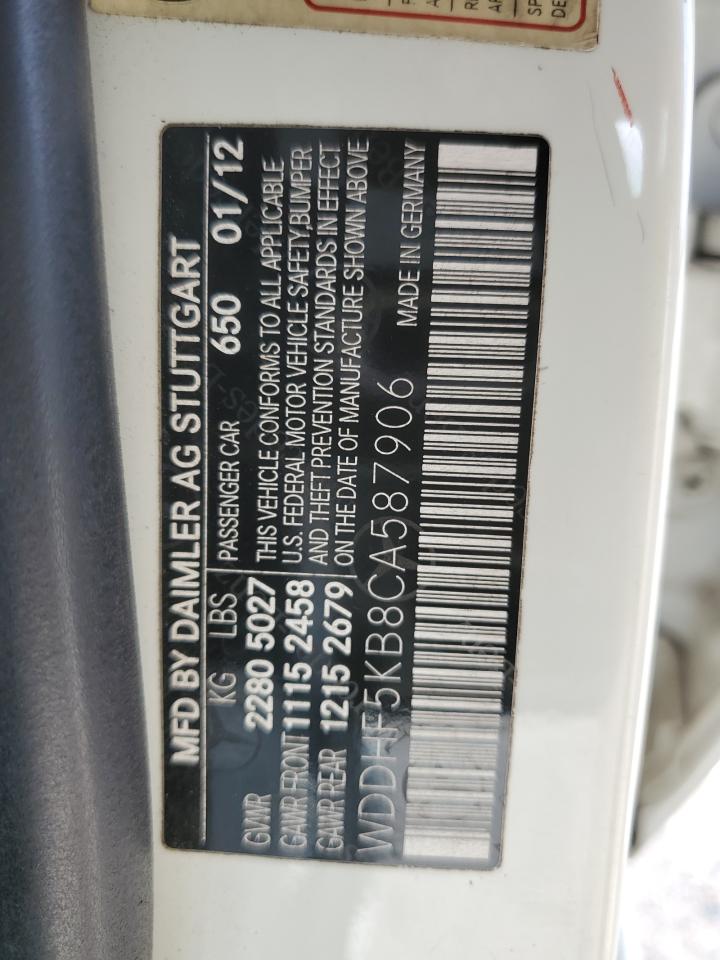 MFD BY DAIMLER AG STUTTGART
KG LBS PASSENGER CAR 650 01/12
GVWR 2280 5027 THIS VEHICLE CONFORMS TO ALL APPLICABLE
GAWR FRONT 1115 2458 U.S. FEDERAL MOTOR VEHICLE SAFETY,BUMPER
GAWR REAR 1215 2679 AND THEFT PREVENTION STANDARDS IN EFFECT
ON THE DATE OF MANUFACTURE SHOWN ABOVE
WDDHF5KB8CA587906 MADE IN GERMANY